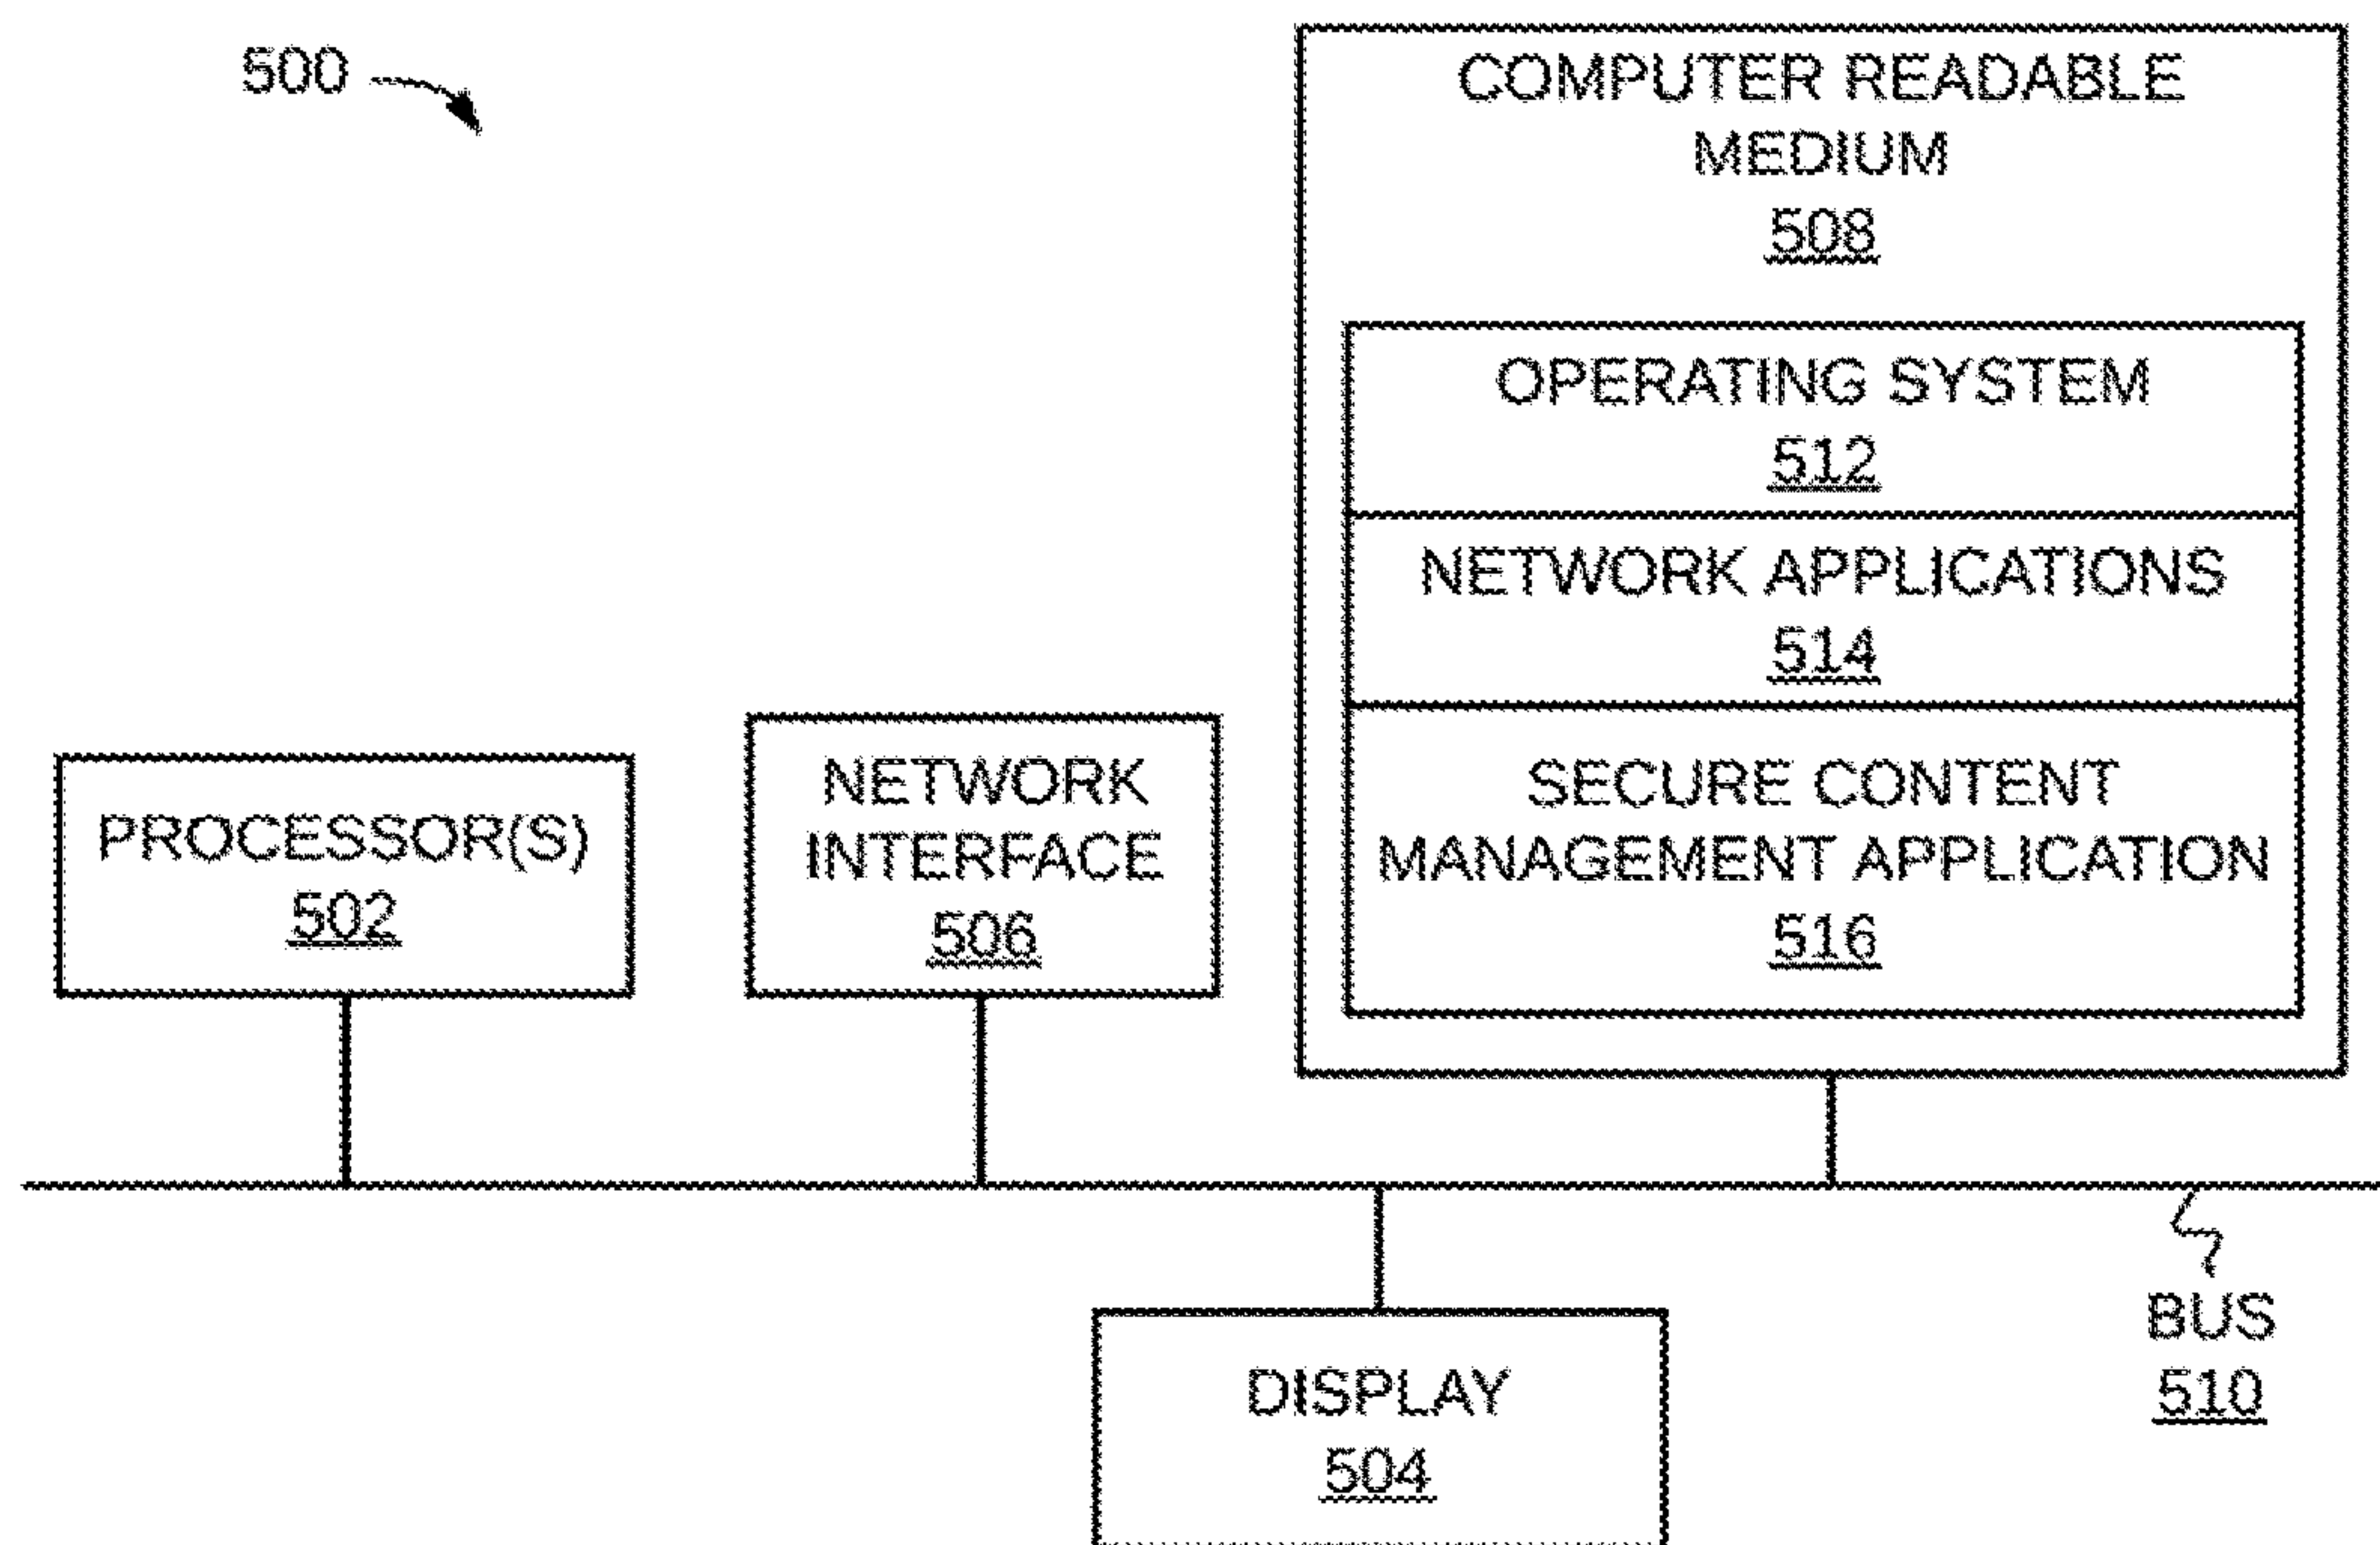 500
COMPUTER READABLE
MEDIUM
508
OPERATING SYSTEM
512
NETWORK APPLICATIONS
514
SECURE CONTENT
MANAGEMENT APPLICATION
516
PROCESSOR(S)
502
NETWORK
INTERFACE
506
BUS
510
DISPLAY
504